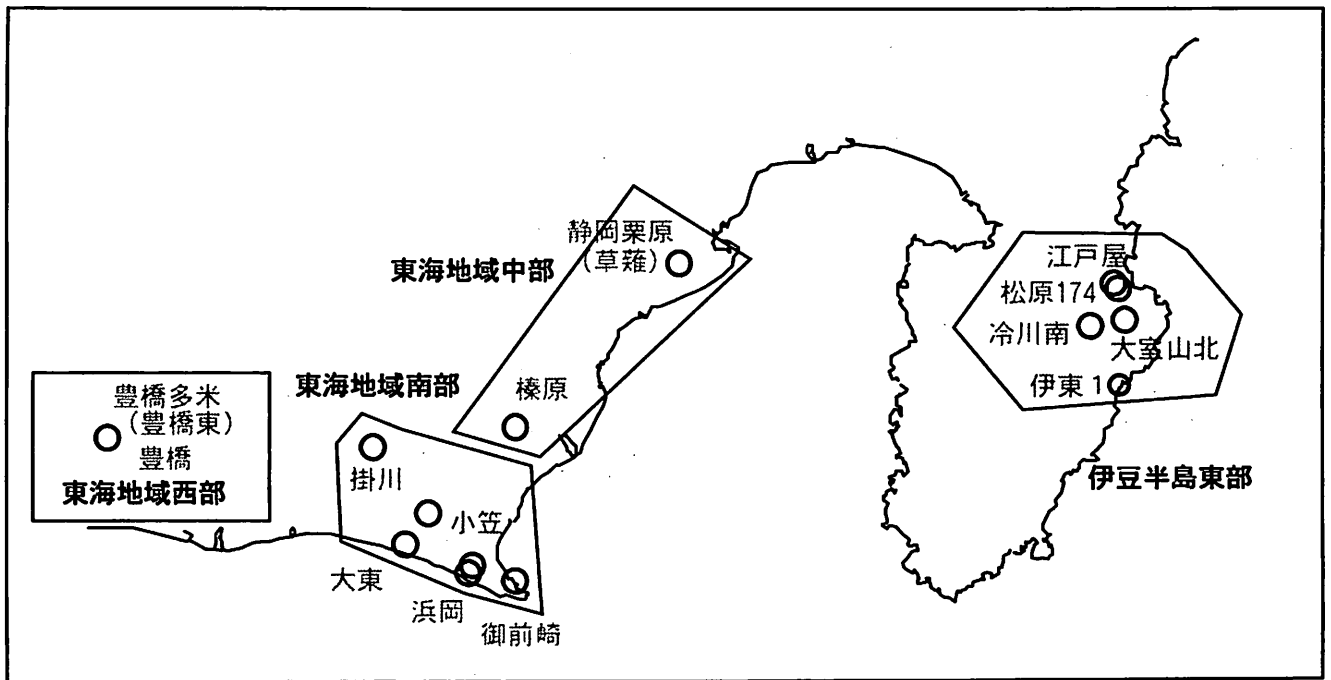 静岡栗原
（草薙）
東海地域中部
東海地域南部
榛原
豊橋多米
（豊橋東）
豊橋
東海地域西部
掛川
小笠
大東
浜岡
御前崎
江戸屋
松原174
冷川南
大室山北
伊東1
伊豆半島東部